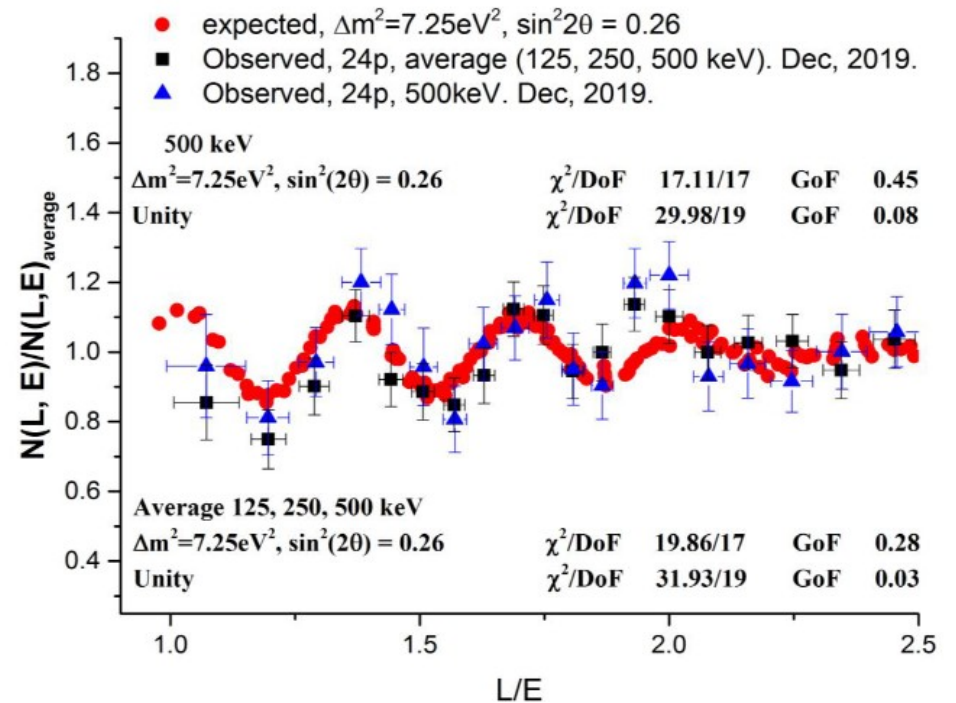 expected, Δm²=7.25eV², sin²2θ = 0.26
Observed, 24p, average (125, 250, 500 keV). Dec, 2019.
Observed, 24p, 500keV. Dec, 2019.
500 keV
Δm²=7.25eV², sin²(2θ) = 0.26 χ²/DoF 17.11/17 GoF 0.45
Unity χ²/DoF 29.98/19 GoF 0.08
Average 125, 250, 500 keV
Δm²=7.25eV², sin²(2θ) = 0.26 χ²/DoF 19.86/17 GoF 0.28
Unity χ²/DoF 31.93/19 GoF 0.03
N(L, E)/N(L,E)average
1.8
1.6
1.4
1.2
1.0
0.8
0.6
0.4
1.0 1.5 2.0 2.5
L/E